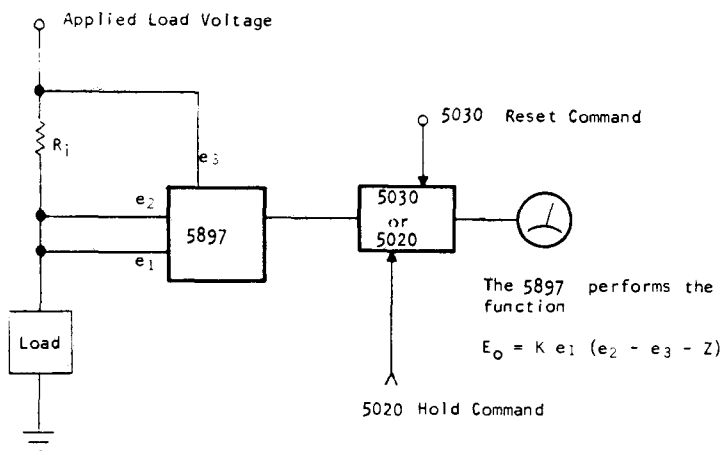 Applied Load Voltage
5030 Reset Command
Ri
e3
e2
5897
e1
5030
or
5020
The 5897 performs the
function
Eo = K e1 (e2 - e3 - Z)
Load
5020 Hold Command